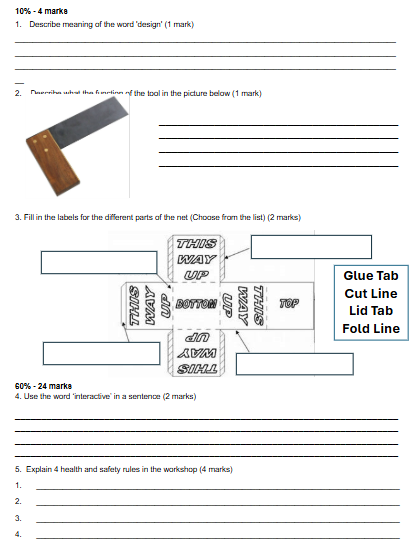 10% - 4 marks
1. Describe meaning of the word 'design' (1 mark)
2. Describe what the function of the tool in the picture below (1 mark)
3. Fill in the labels for the different parts of the net (Choose from the list) (2 marks)
THIS
WAY
UP
Glue Tab
Cut Line
Lid Tab
Fold Line
THIS WAY UP BOTTOM UP WAY THIS TOP
UP
WAY
THIS
60% - 24 marks
4. Use the word 'interactive' in a sentence (2 marks)
5. Explain 4 health and safety rules in the workshop (4 marks)
1.
2.
3.
4.